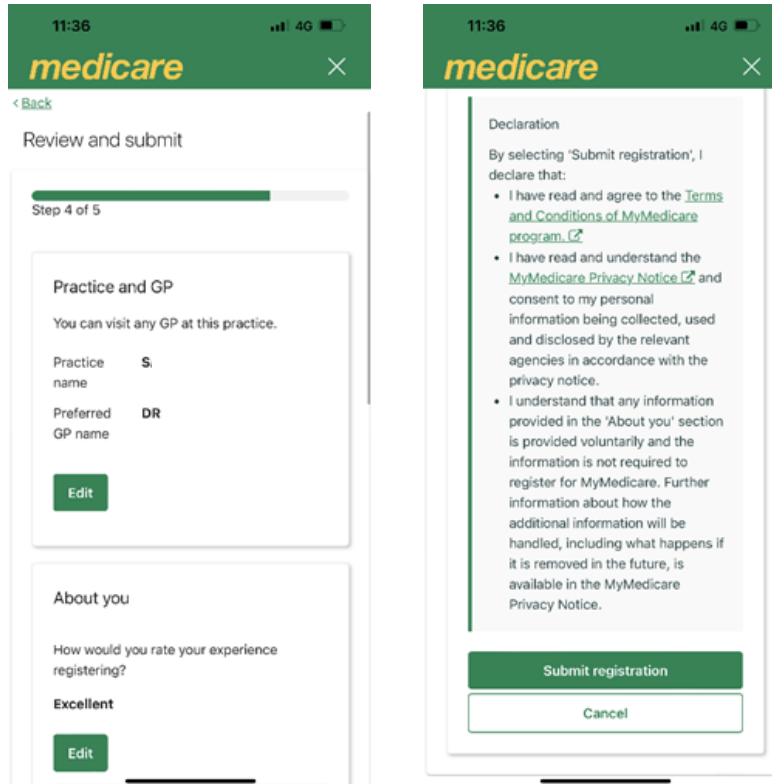 11:36
4G
medicare
Back
Review and submit
Step 4 of 5
Practice and GP
You can visit any GP at this practice.
Practice
name
S
Preferred
GP name
DR
Edit
About you
How would you rate your experience
registering?
Excellent
Edit
11:36
4G
medicare
Declaration
By selecting 'Submit registration', I
declare that:
• I have read and agree to the Terms
and Conditions of MyMedicare
program.
• I have read and understand the
MyMedicare Privacy Notice and
consent to my personal
information being collected, used
and disclosed by the relevant
agencies in accordance with the
privacy notice.
• I understand that any information
provided in the 'About you' section
is provided voluntarily and the
information is not required to
register for MyMedicare. Further
information about how the
additional information will be
handled, including what happens if
it is removed in the future, is
available in the MyMedicare
Privacy Notice.
Submit registration
Cancel